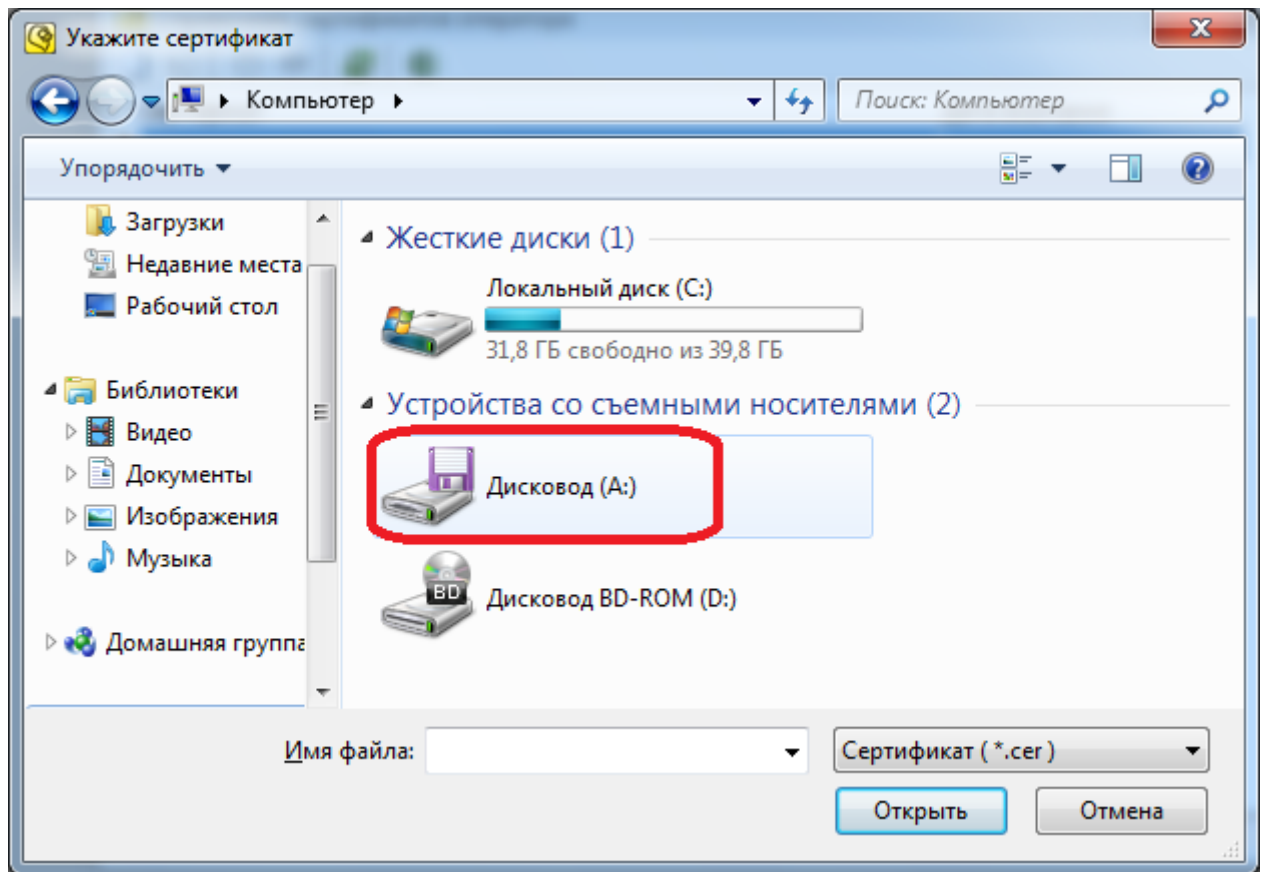 Укажите сертификат
Компьютер
Поиск: Компьютер
Упорядочить
Загрузки
Недавние места
Рабочий стол
Библиотеки
Видео
Документы
Изображения
Музыка
Домашняя группа
Жесткие диски (1)
Локальный диск (C:)
31,8 ГБ свободно из 39,8 ГБ
Устройства со съемными носителями (2)
Дисковод (A:)
BD
Дисковод BD-ROM (D:)
Имя файла:
Сертификат ( *.cer )
Открыть
Отмена